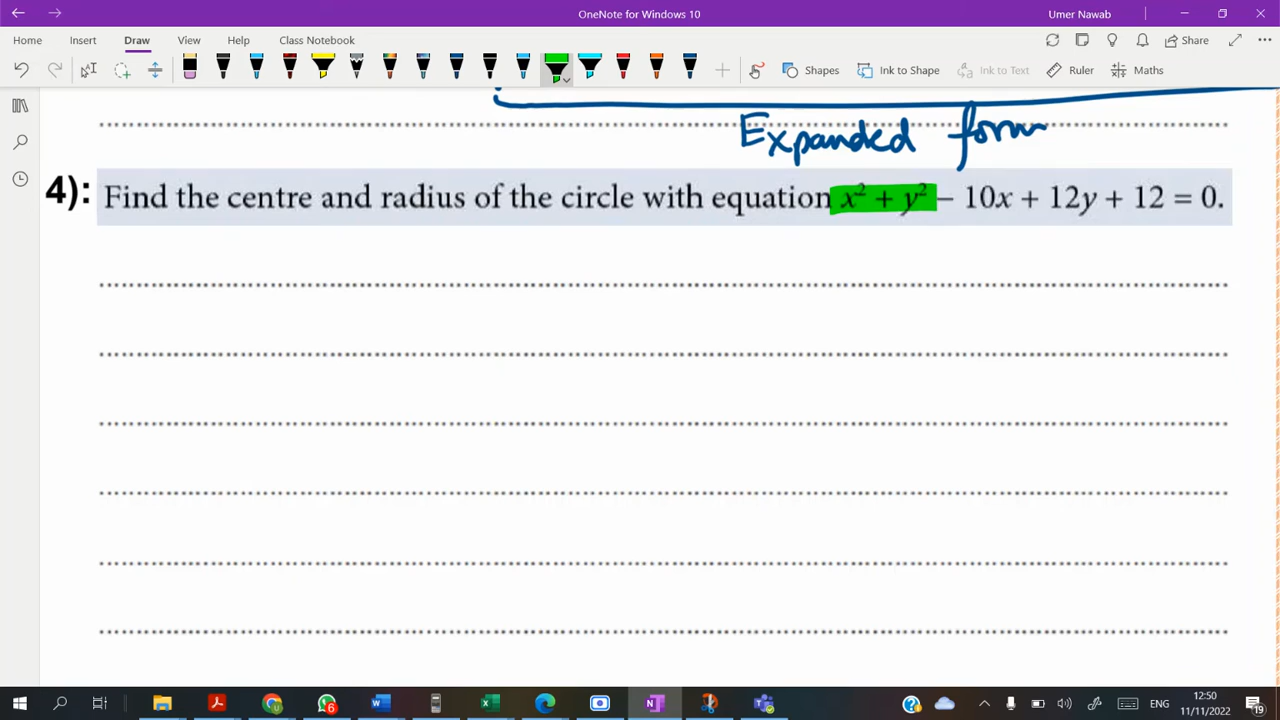 OneNote for Windows 10
Umer Nawab
Home Insert Draw View Help Class Notebook Share
Shapes Ink to Shape Ink to Text Ruler Maths
Expanded form
4): Find the centre and radius of the circle with equation x² + y² − 10x + 12y + 12 = 0.
6
ENG
12:50
11/11/2022
19